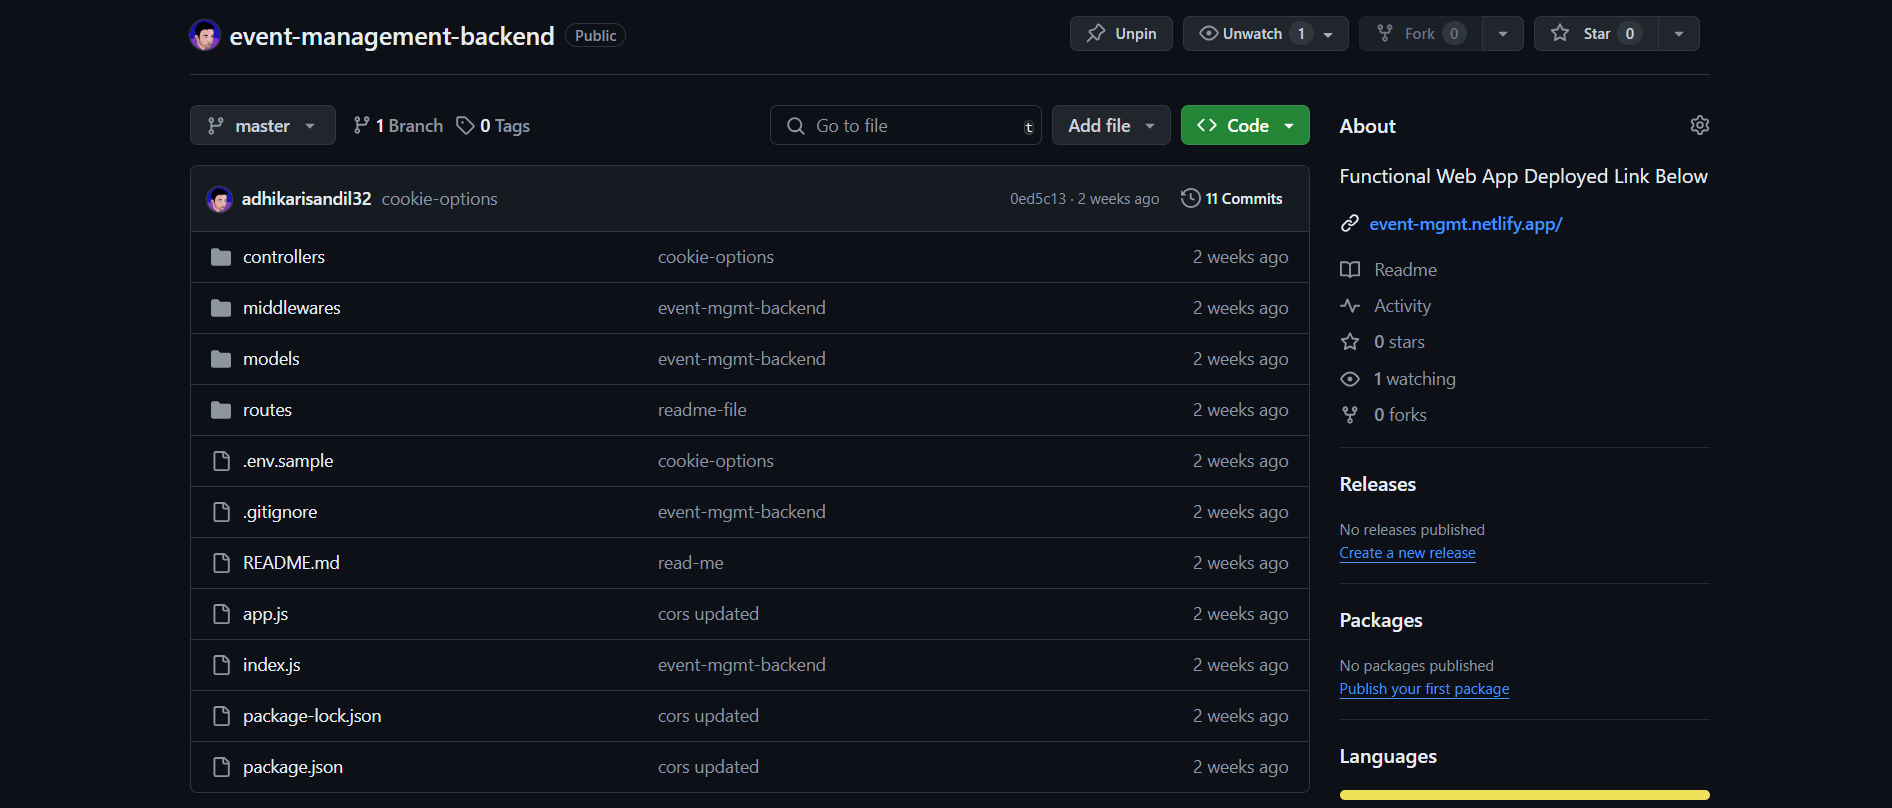 event-management-backend Public Unpin Unwatch 1 Fork 0 Star 0
master 1 Branch 0 Tags Go to file t Add file Code
adhikarisandil32 cookie-options 0ed5c13 · 2 weeks ago 11 Commits
controllers cookie-options 2 weeks ago
middlewares event-mgmt-backend 2 weeks ago
models event-mgmt-backend 2 weeks ago
routes readme-file 2 weeks ago
.env.sample cookie-options 2 weeks ago
.gitignore event-mgmt-backend 2 weeks ago
README.md read-me 2 weeks ago
app.js cors updated 2 weeks ago
index.js event-mgmt-backend 2 weeks ago
package-lock.json cors updated 2 weeks ago
package.json cors updated 2 weeks ago
About
Functional Web App Deployed Link Below
event-mgmt.netlify.app/
Readme
Activity
0 stars
1 watching
0 forks
Releases
No releases published
Create a new release
Packages
No packages published
Publish your first package
Languages